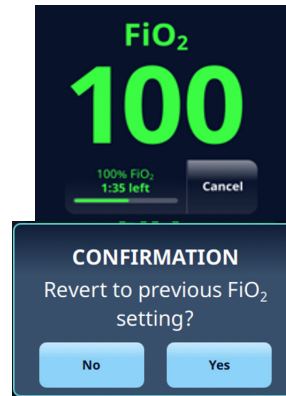 FiO₂
100
100% FiO₂
1:35 left
Cancel
CONFIRMATION
Revert to previous FiO₂
setting?
No
Yes